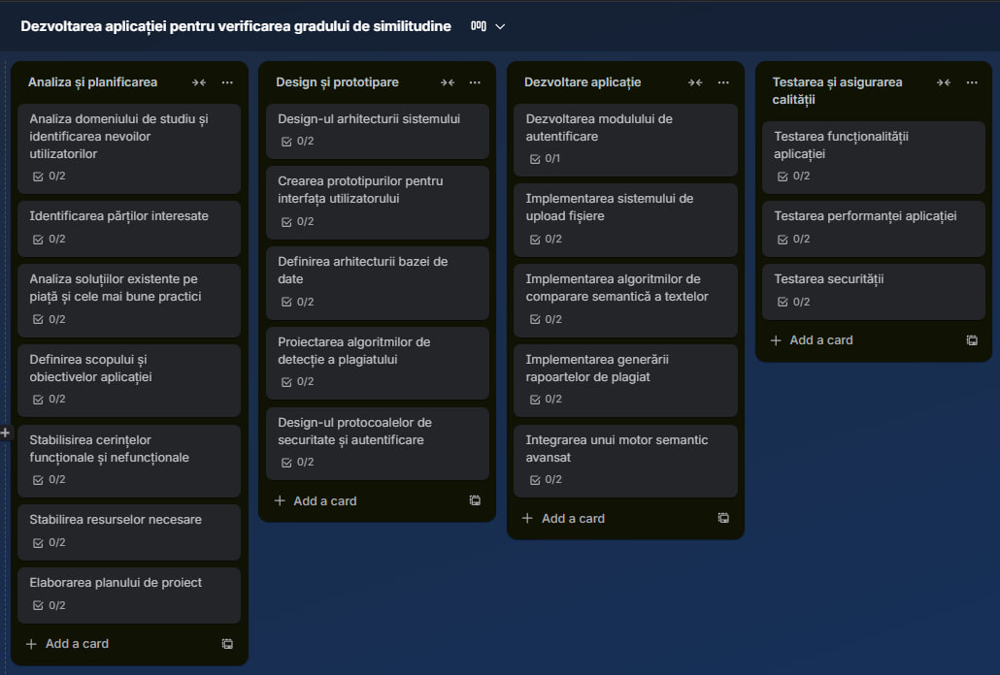 Dezvoltarea aplicației pentru verificarea gradului de similitudine
Analiza și planificarea
Analiza domeniului de studiu și
identificarea nevoilor
utilizatorilor
0/2
Identificarea părților interesate
0/2
Analiza soluțiilor existente pe
piață și cele mai bune practici
0/2
Definirea scopului și
obiectivelor aplicației
0/2
Stabilisirea cerințelor
funcționale și nefuncționale
0/2
Stabilirea resurselor necesare
0/2
Elaborarea planului de proiect
0/2
Add a card
Design și prototipare
Design-ul arhitecturii sistemului
0/2
Crearea prototipurilor pentru
interfața utilizatorului
0/2
Definirea arhitecturii bazei de
date
0/2
Proiectarea algoritmilor de
detecție a plagiatului
0/2
Design-ul protocoalelor de
securitate și autentificare
0/2
Add a card
Dezvoltare aplicație
Dezvoltarea modulului de
autentificare
0/1
Implementarea sistemului de
upload fișiere
0/2
Implementarea algoritmilor de
comparare semantică a textelor
0/2
Implementarea generării
rapoartelor de plagiat
0/2
Integrarea unui motor semantic
avansat
0/2
Add a card
Testarea și asigurarea
calității
Testarea funcționalității
aplicației
0/2
Testarea performanței aplicației
0/2
Testarea securității
0/2
Add a card